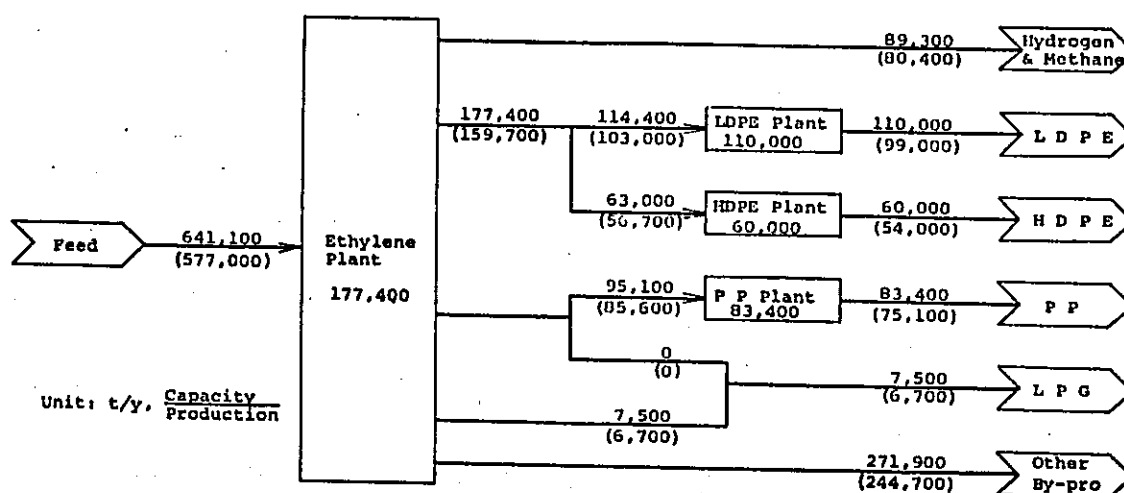 89,300
(80,400)
Hydrogen
& Methane
177,400
(159,700)
114,400
(103,000)
LDPE Plant
110,000
110,000
(99,000)
L D P E
63,000
(56,700)
HDPE Plant
60,000
60,000
(54,000)
H D P E
Feed
641,100
(577,000)
Ethylene
Plant
177,400
95,100
(85,600)
P P Plant
83,400
83,400
(75,100)
P P
0
(0)
7,500
(6,700)
L P G
Unit: t/y, Capacity
Production
7,500
(6,700)
271,900
(244,700)
Other
By-pro